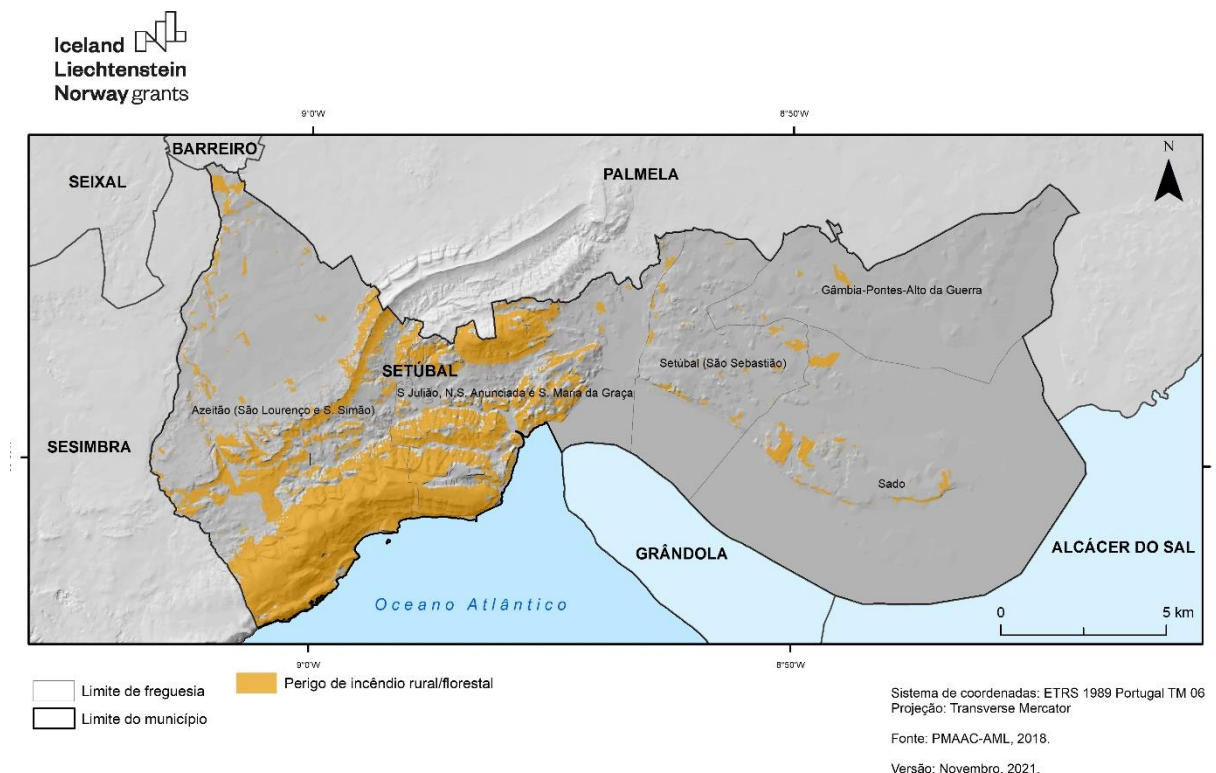 Iceland
Liechtenstein
Norway grants
9°0'W
8°50'W
BARREIRO
N
SEIXAL
PALMELA
Gâmbia-Pontes-Alto da Guerra
Setúbal (São Sebastião)
SETÚBAL
S Julião, N.S. Anunciada e S. Maria da Graça
Azeitão (São Lourenço e S. Simão)
SESIMBRA
Sado
GRÂNDOLA
ALCÁCER DO SAL
Oceano Atlântico
0 5 km
9°0'W
8°50'W
Limite de freguesia
Perigo de incêndio rural/florestal
Limite do município
Sistema de coordenadas: ETRS 1989 Portugal TM 06
Projeção: Transverse Mercator
Fonte: PMAAC-AML, 2018.
Versão: Novembro, 2021.